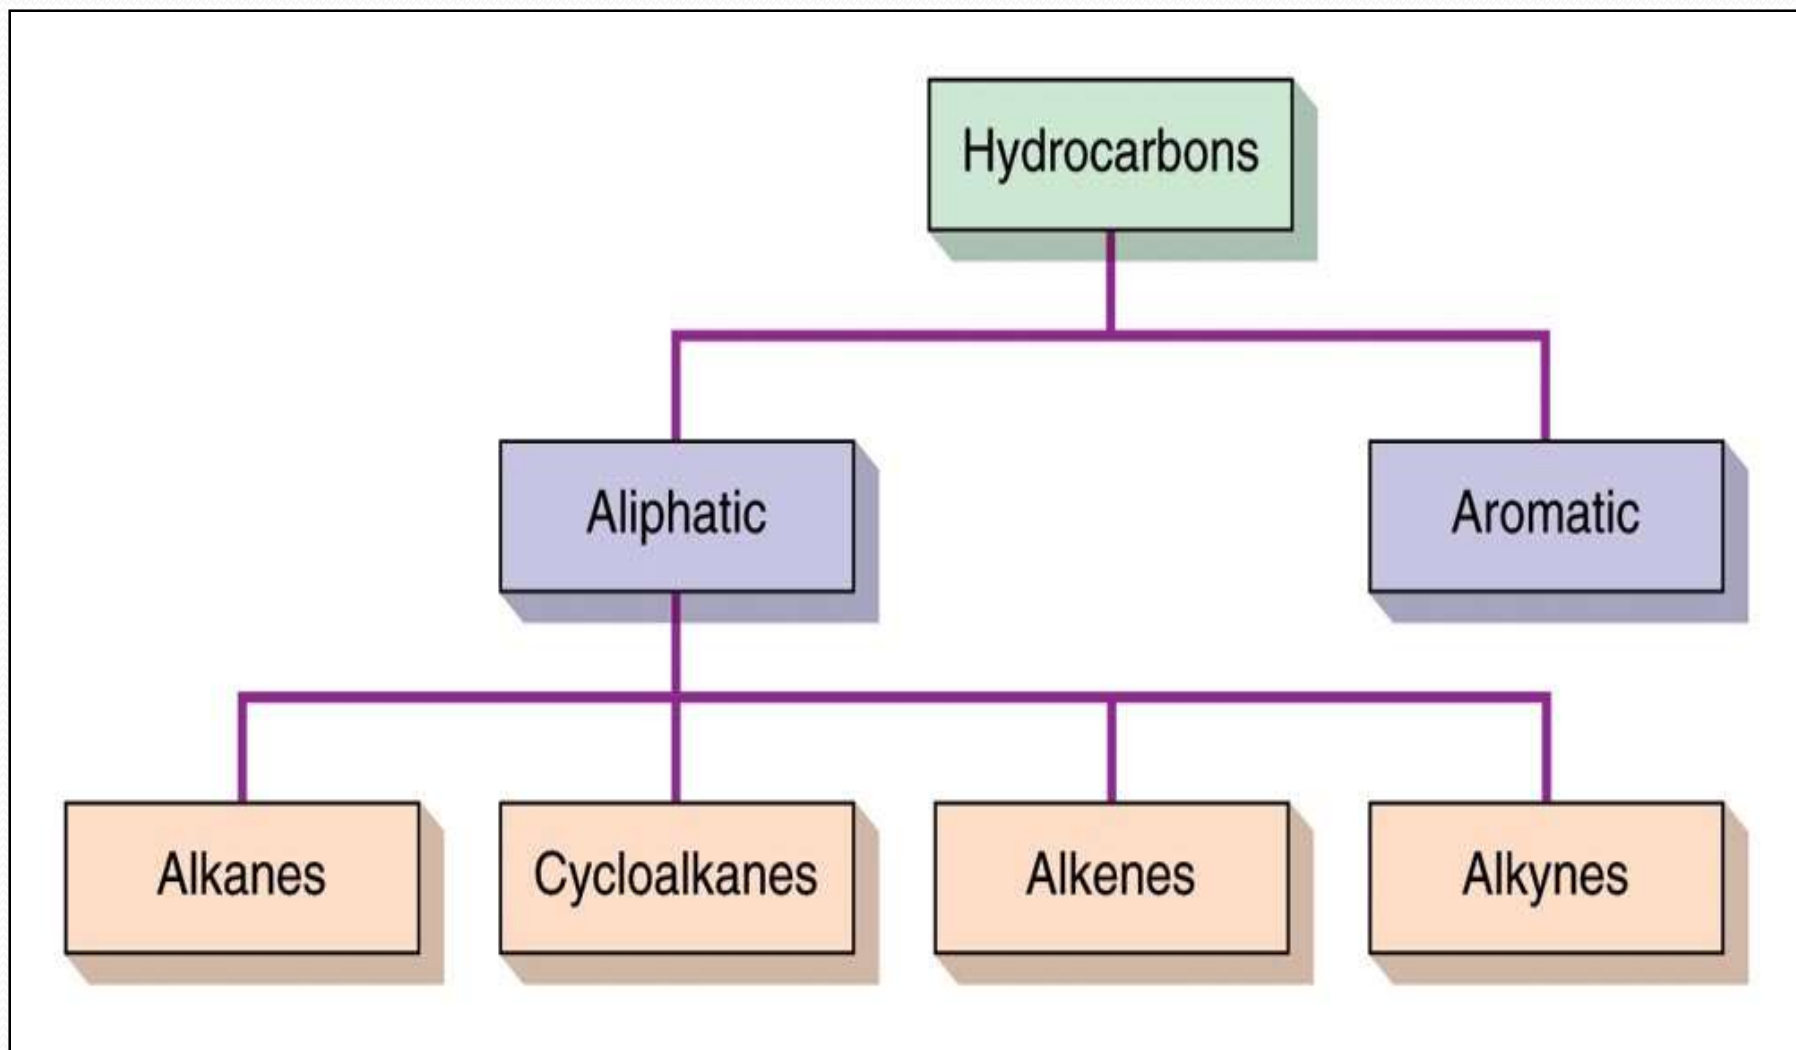 Hydrocarbons
Aliphatic
Aromatic
Alkanes
Cycloalkanes
Alkenes
Alkynes